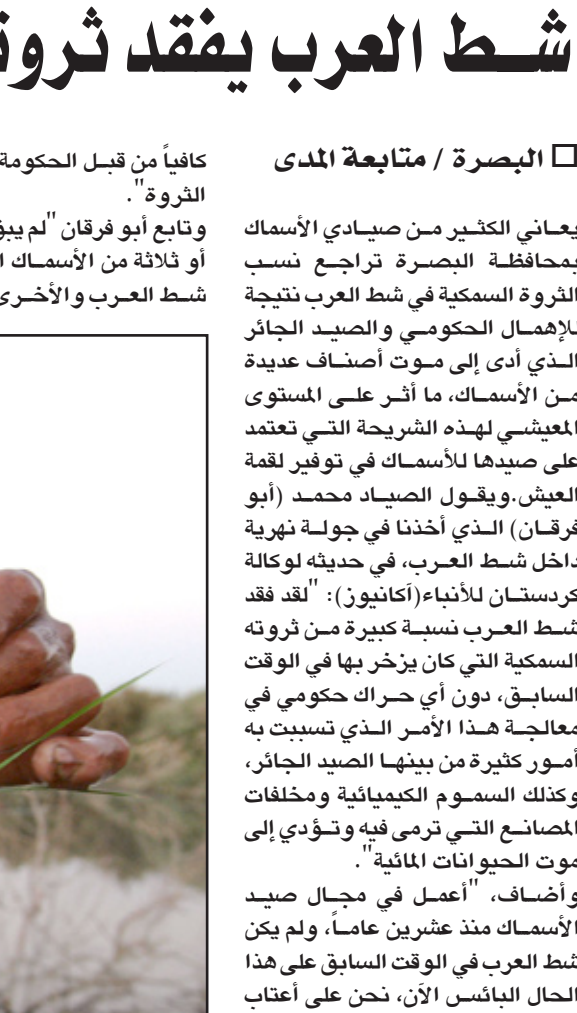 شط العرب يفقد
البصرة / متابعة المدى
يعاني الكثير من صيادي الأسماك
بمحافظة البصرة تراجع نسب
الثروة السمكية في شط العرب نتيجة
للإهمال الحكومي والصيد الجائر
الذي أدى إلى موت أصناف عديدة
من الأسماك، ما أثر على المستوى
المعيشي لهذه الشريحة التي تعتمد
على صيدها للأسماك في توفير لقمة
العيش.ويقول الصياد محمد (أبو
فرقان) الذي أخذنا في جولة نهرية
داخل شط العرب، في حديثه لوكالة
كردستان للأنباء(آكانيوز): "لقد فقد
شط العرب نسبة كبيرة من ثروته
السمكية التي كان يزخر بها في الوقت
السابق، دون أي حراك حكومي في
معالجة هذا الأمر الذي تسببت به
أمور كثيرة من بينها الصيد الجائر،
وكذلك السموم الكيميائية ومخلفات
المصانع التي ترمى فيه وتؤدي إلى
موت الحيوانات المائية".
وأضاف، "أعمل في مجال صيد
الأسماك منذ عشرين عاماً، ولم يكن
شط العرب في الوقت السابق على هذا
الحال البائس الآن، نحن على أعتاب
كافياً من قبل الحكومة
الثروة".
وتابع أبو فرقان "لم
أو ثلاثة من الأسماك
شط العرب والأخرى